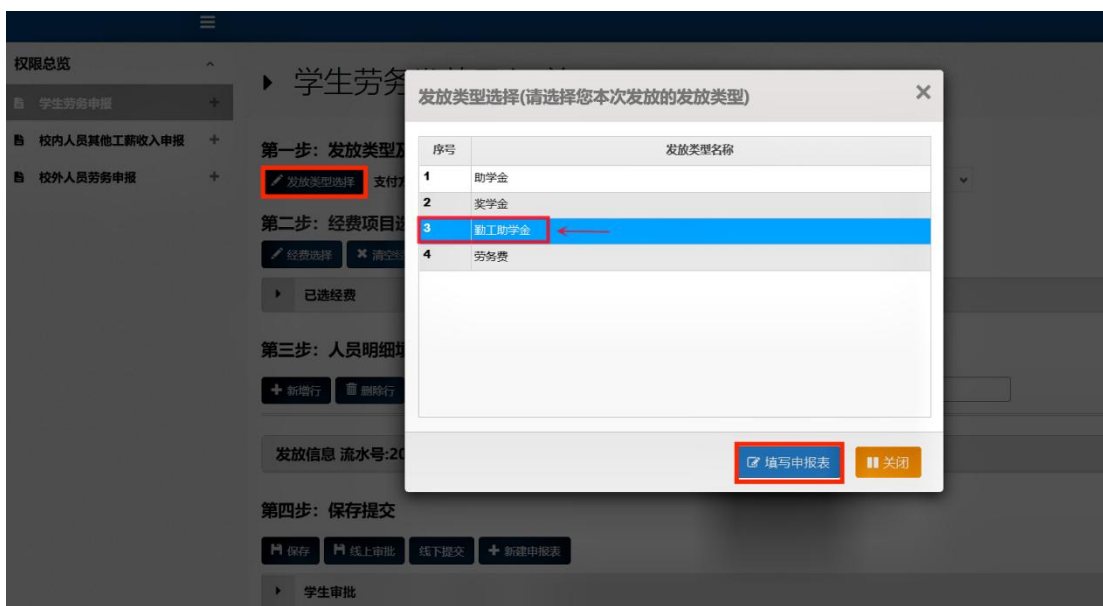 权限总览
学生劳务申报
校内人员其他工薪收入申报
校外人员劳务申报
学生劳务
第一步：发放类型及
发放类型选择 支付方
第二步：经费项目选
经费选择 清空经
已选经费
第三步：人员明细填
新增行 删除行
发放信息 流水号:20
第四步：保存提交
保存 线上审批 线下提交 新建申报表
学生审批
发放类型选择(请选择您本次发放的发放类型)
序号 发放类型名称
1 助学金
2 奖学金
3 勤工助学金
4 劳务费
填写申报表 关闭